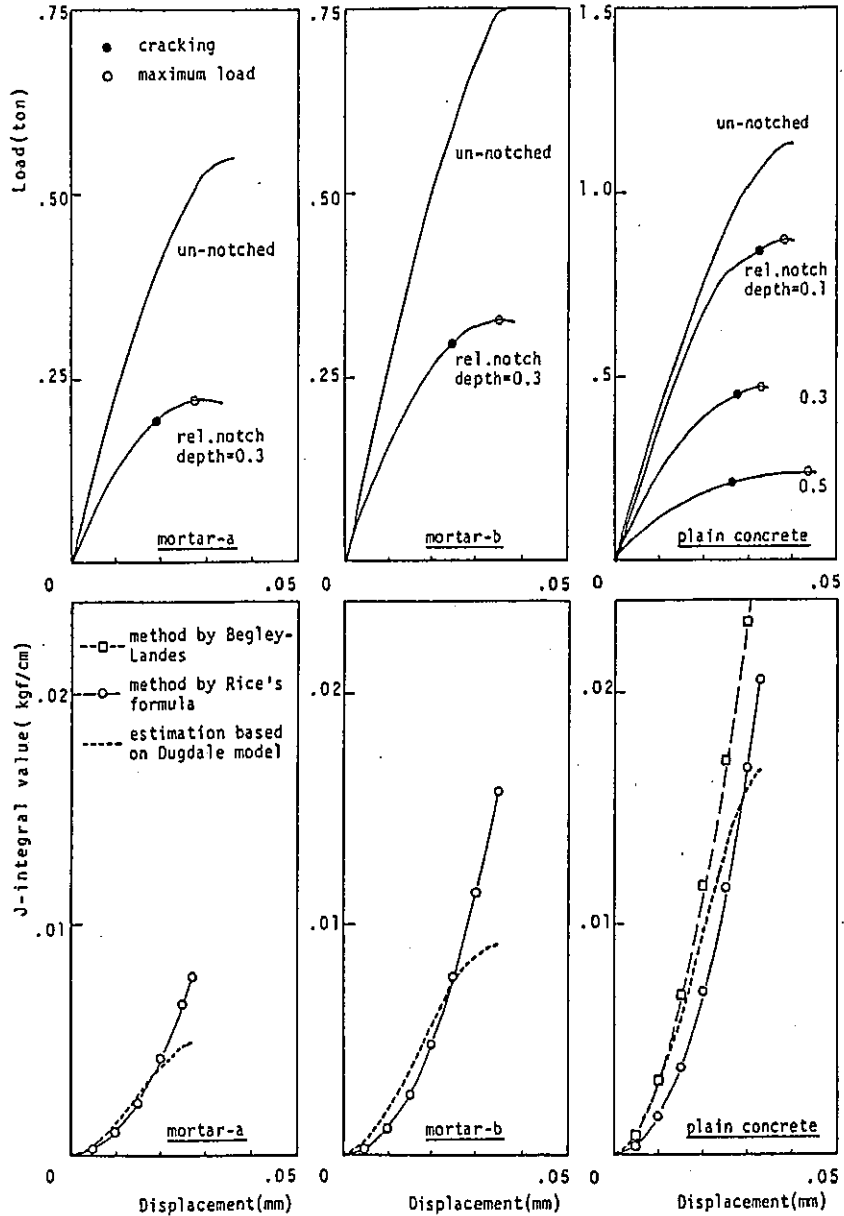 .75
● cracking
○ maximum load
un-notched
.50
.25
rel.notch
depth=0.3
mortar-a
0
.05
Load(ton)
.75
un-notched
.50
.25
rel.notch
depth=0.3
mortar-b
0
.05
1.5
un-notched
1.0
rel.notch
depth=0.1
.5
0.3
0.5
plain concrete
0
.05
--□-- method by Begley-
Landes
—○— method by Rice's
formula
---- estimation based
on Dugdale model
.02
.01
mortar-a
0
.05
Displacement(mm)
J-integral value( kgf/cm)
.02
.01
mortar-b
0
.05
Displacement(mm)
.02
.01
plain concrete
0
.05
Displacement(mm)